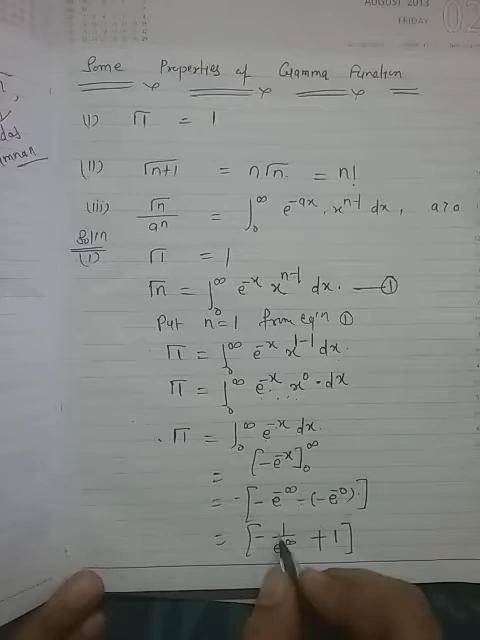 AUGUST 2013
FRIDAY
02
Some Properties of Gamma Function
(I) Γ1 = 1
(II) Γn+1 = nΓn = n!
(iii) Γn/aⁿ = ∫₀^∞ e^-ax · x^n-1 dx, a>0
Sol/n
(I) Γ1 = 1
Γn = ∫₀^∞ e^-x x^n-1 dx. — ①
Put n=1 from eq'n ①
Γ1 = ∫₀^∞ e^-x x^1-1 dx.
Γ1 = ∫₀^∞ e^-x x^0 · dx
Γ1 = ∫₀^∞ e^-x dx.
= [-e^-x]₀^∞
= [-e^-∞ - (-e^-0)]
= [-1/e^∞ + 1]